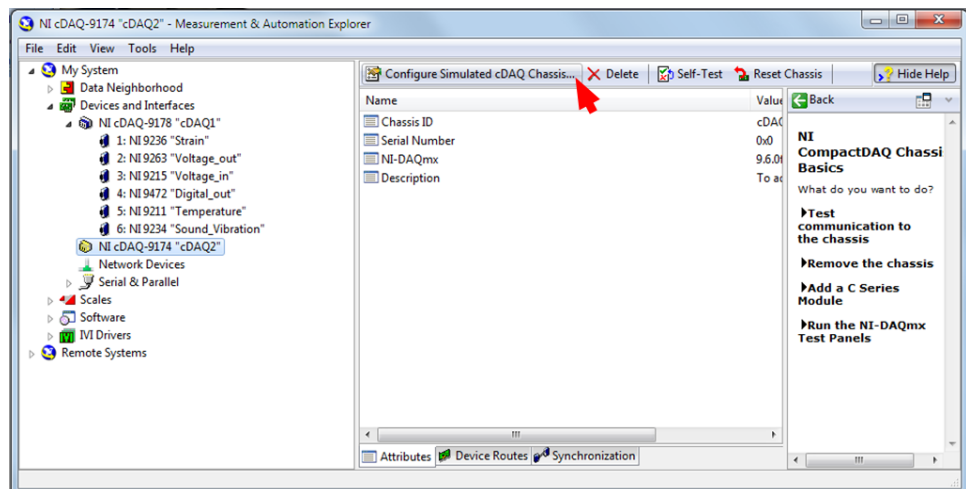 NI cDAQ-9174 "cDAQ2" - Measurement & Automation Explorer
File Edit View Tools Help
My System
Data Neighborhood
Devices and Interfaces
NI cDAQ-9178 "cDAQ1"
1: NI 9236 "Strain"
2: NI 9263 "Voltage_out"
3: NI 9215 "Voltage_in"
4: NI 9472 "Digital_out"
5: NI 9211 "Temperature"
6: NI 9234 "Sound_Vibration"
NI cDAQ-9174 "cDAQ2"
Network Devices
Serial & Parallel
Scales
Software
IVI Drivers
Remote Systems
Configure Simulated cDAQ Chassis... Delete Self-Test Reset Chassis Hide Help
Name Value
Chassis ID cDAQ
Serial Number 0x0
NI-DAQmx 9.6.0f
Description To ad
Attributes Device Routes Synchronization
Back
NI
CompactDAQ Chassi
Basics
What do you want to do?
Test
communication to
the chassis
Remove the chassis
Add a C Series
Module
Run the NI-DAQmx
Test Panels